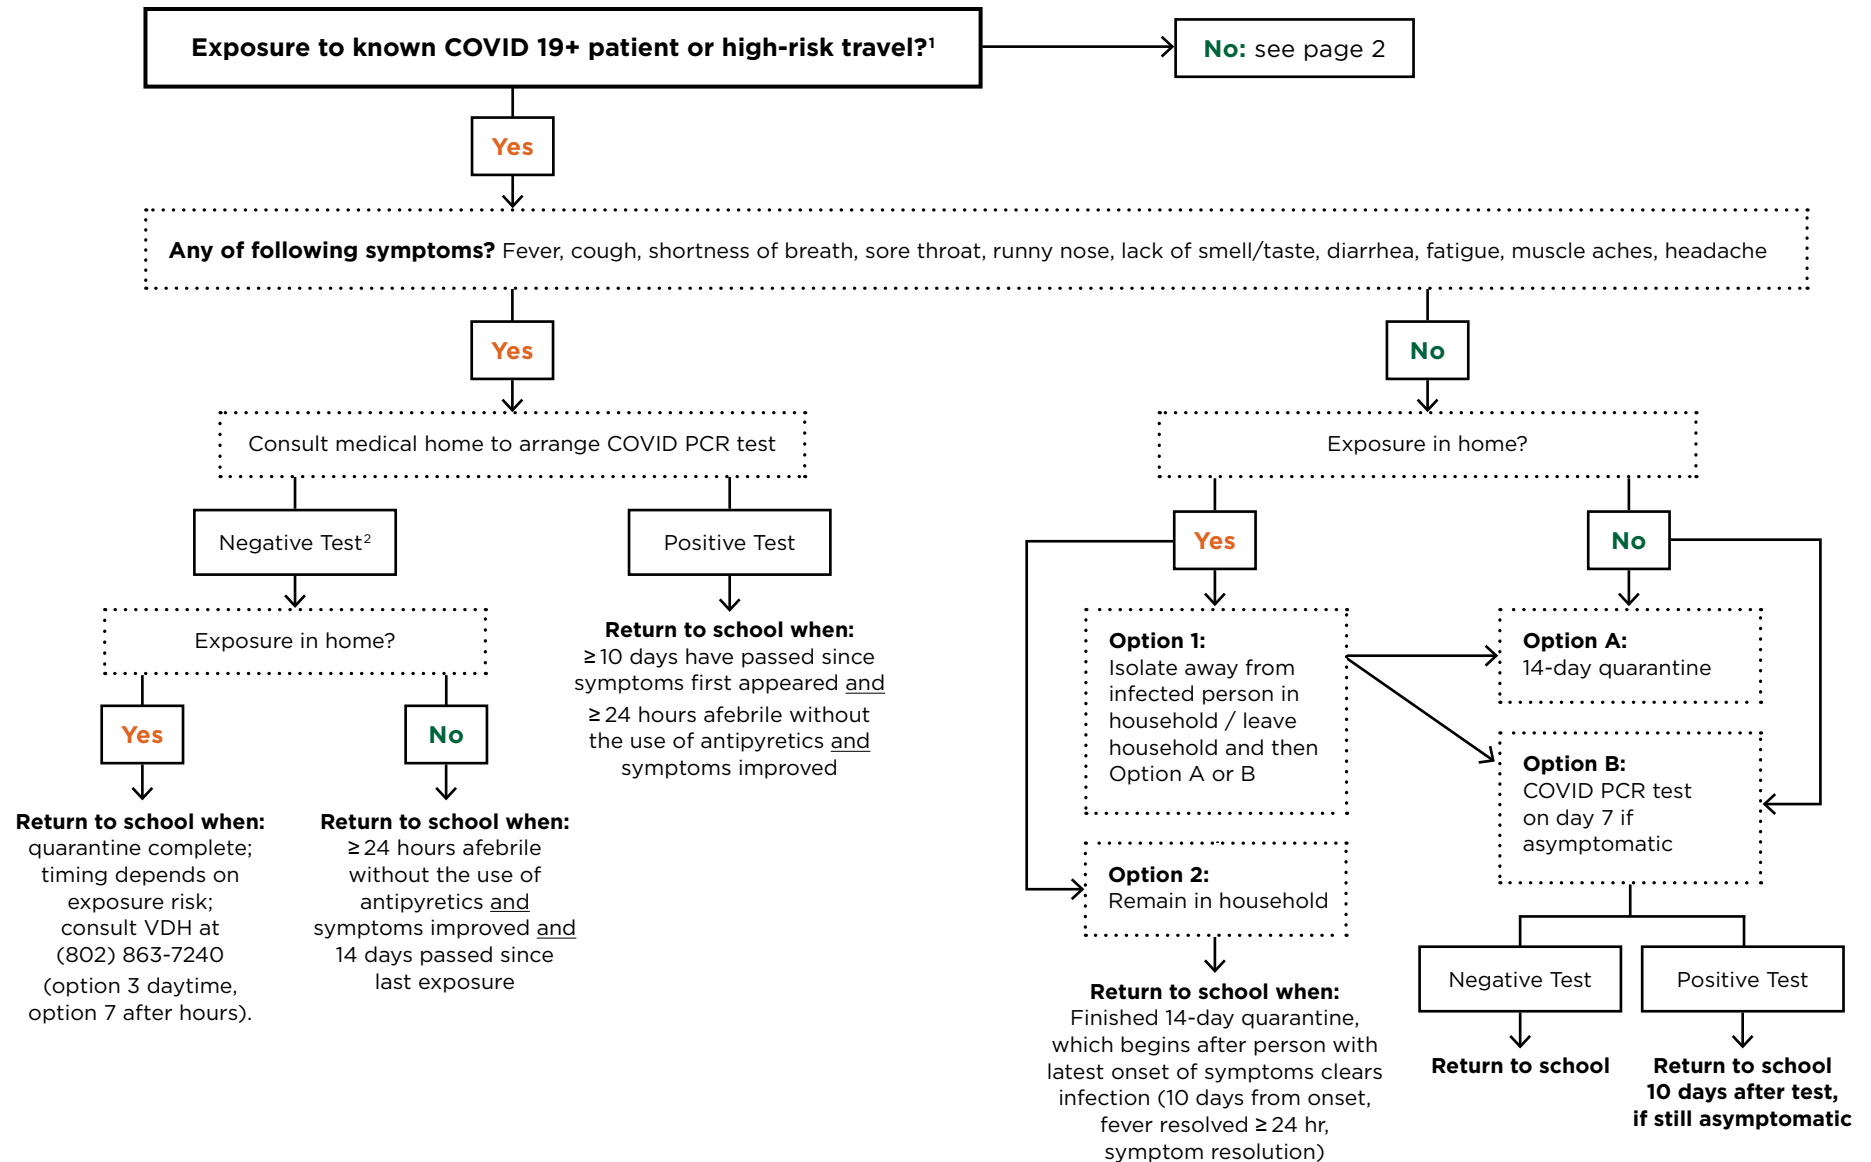 Exposure to known COVID 19+ patient or high-risk travel?¹
No: see page 2
Yes
Any of following symptoms? Fever, cough, shortness of breath, sore throat, runny nose, lack of smell/taste, diarrhea, fatigue, muscle aches, headache
Yes
No
Consult medical home to arrange COVID PCR test
Exposure in home?
Negative Test²
Positive Test
Exposure in home?
Yes
No
Return to school when:
quarantine complete;
timing depends on
exposure risk;
consult VDH at
(802) 863-7240
(option 3 daytime,
option 7 after hours).
Return to school when:
≥ 24 hours afebrile
without the use of
antipyretics and
symptoms improved and
14 days passed since
last exposure
Return to school when:
≥ 10 days have passed since
symptoms first appeared and
≥ 24 hours afebrile without
the use of antipyretics and
symptoms improved
Yes
No
Option 1:
Isolate away from
infected person in
household / leave
household and then
Option A or B
Option 2:
Remain in household
Return to school when:
Finished 14-day quarantine,
which begins after person with
latest onset of symptoms clears
infection (10 days from onset,
fever resolved ≥ 24 hr,
symptom resolution)
Option A:
14-day quarantine
Option B:
COVID PCR test
on day 7 if
asymptomatic
Negative Test
Positive Test
Return to school
Return to school
10 days after test,
if still asymptomatic